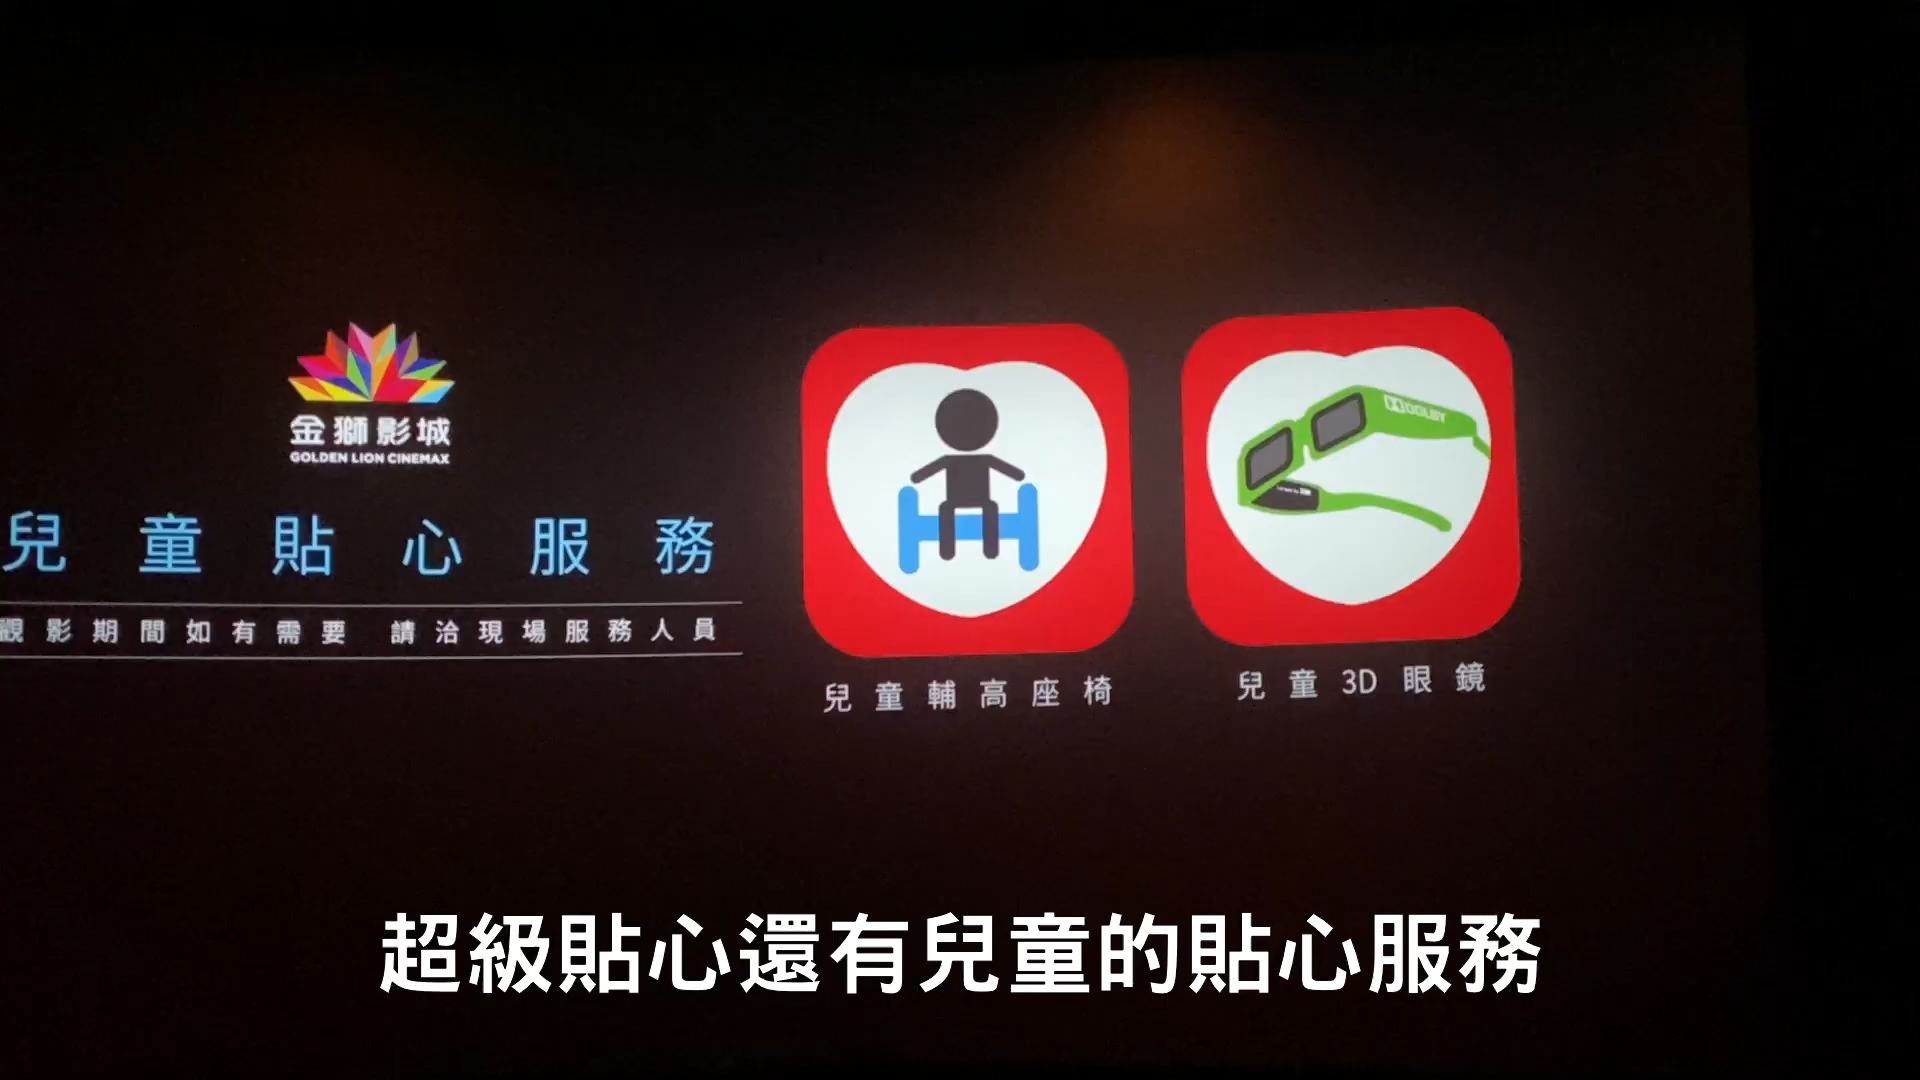 金獅影城
GOLDEN LION CINEMAX
兒童貼心服務
觀影期間如有需要 請洽現場服務人員
DOLBY
兒童輔高座椅
兒童3D眼鏡
超級貼心還有兒童的貼心服務